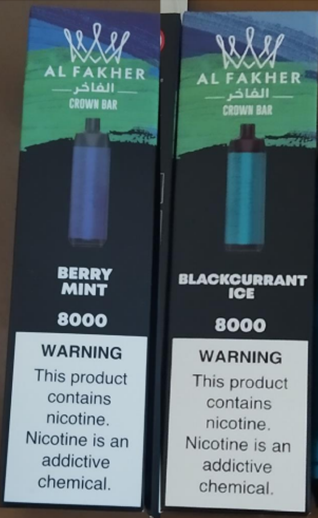 AL FAKHER
الفاخر
CROWN BAR
BERRY
MINT
8000
WARNING
This product
contains
nicotine.
Nicotine is an
addictive
chemical.
AL FAKHER
الفاخر
CROWN BAR
BLACKCURRANT
ICE
8000
WARNING
This product
contains
nicotine.
Nicotine is an
addictive
chemical.